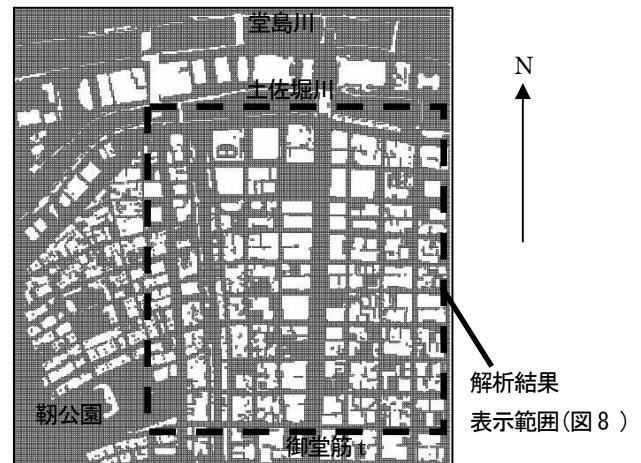 堂島川
土佐堀川
N
解析結果
表示範囲(図8 )
靭公園
御堂筋 t